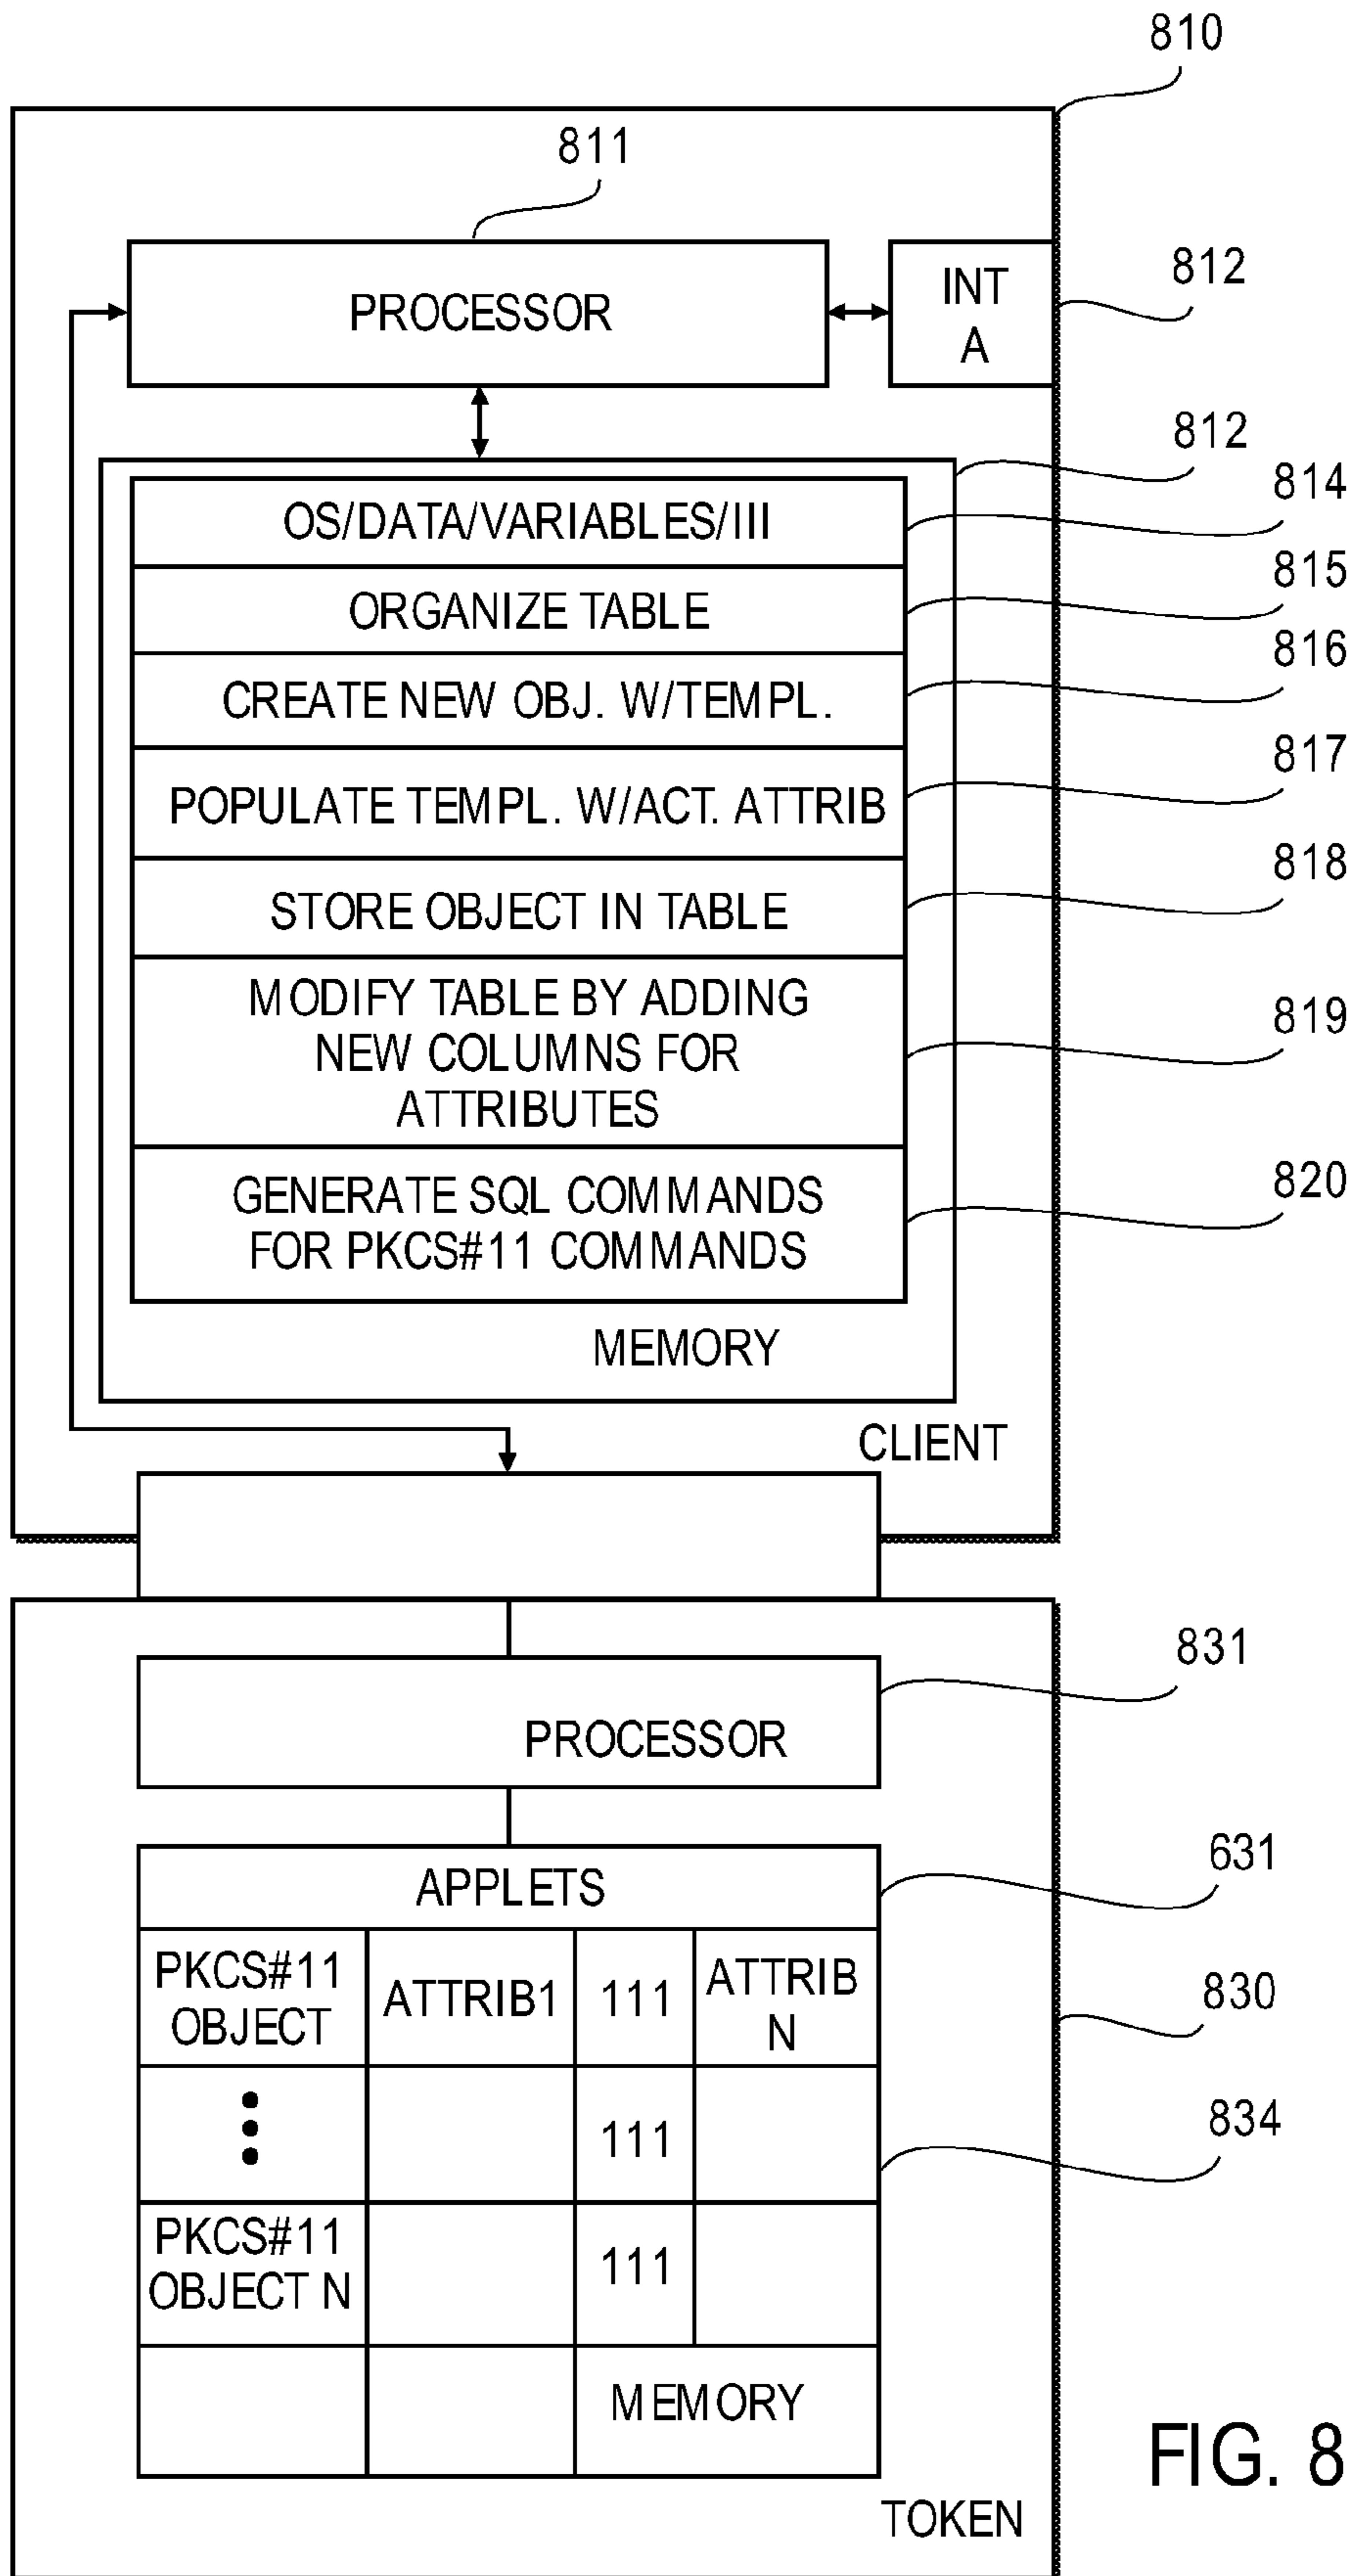 810
811
PROCESSOR
INT
A
812
812
814
OS/DATA/VARIABLES/III
815
ORGANIZE TABLE
816
CREATE NEW OBJ. W/TEMPL.
817
POPULATE TEMPL. W/ACT. ATTRIB
818
STORE OBJECT IN TABLE
819
MODIFY TABLE BY ADDING
NEW COLUMNS FOR
ATTRIBUTES
820
GENERATE SQL COMMANDS
FOR PKCS#11 COMMANDS
MEMORY
CLIENT
831
PROCESSOR
631
APPLETS
PKCS#11
OBJECT
ATTRIB1
111
ATTRIB
N
830
111
834
PKCS#11
OBJECT N
111
MEMORY
TOKEN
FIG. 8